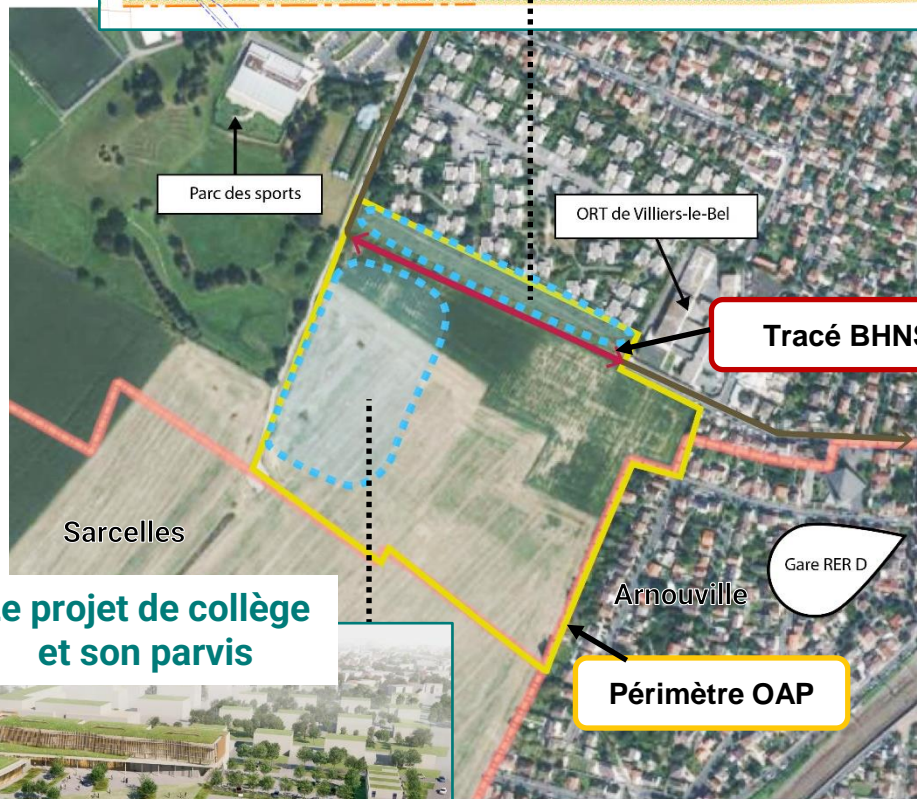 Parc des sports
ORT de Villiers-le-Bel
Tracé BHNS
Sarcelles
Gare RER D
Arnouville
e projet de collège
et son parvis
Périmètre OAP